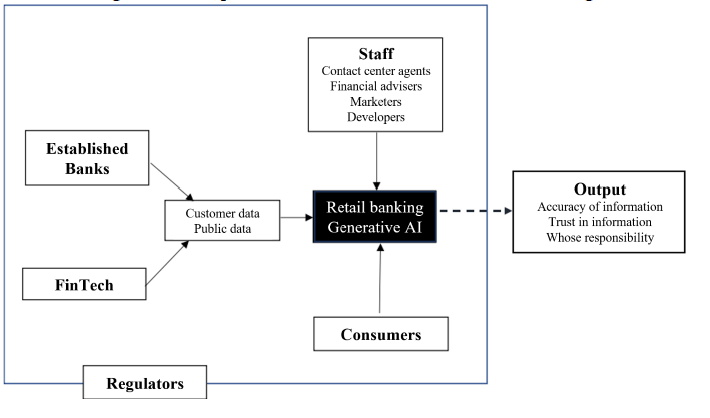 Staff
Contact center agents
Financial advisers
Marketers
Developers
Established
Banks
Customer data
Public data
Retail banking
Generative AI
Output
Accuracy of information
Trust in information
Whose responsibility
FinTech
Consumers
Regulators